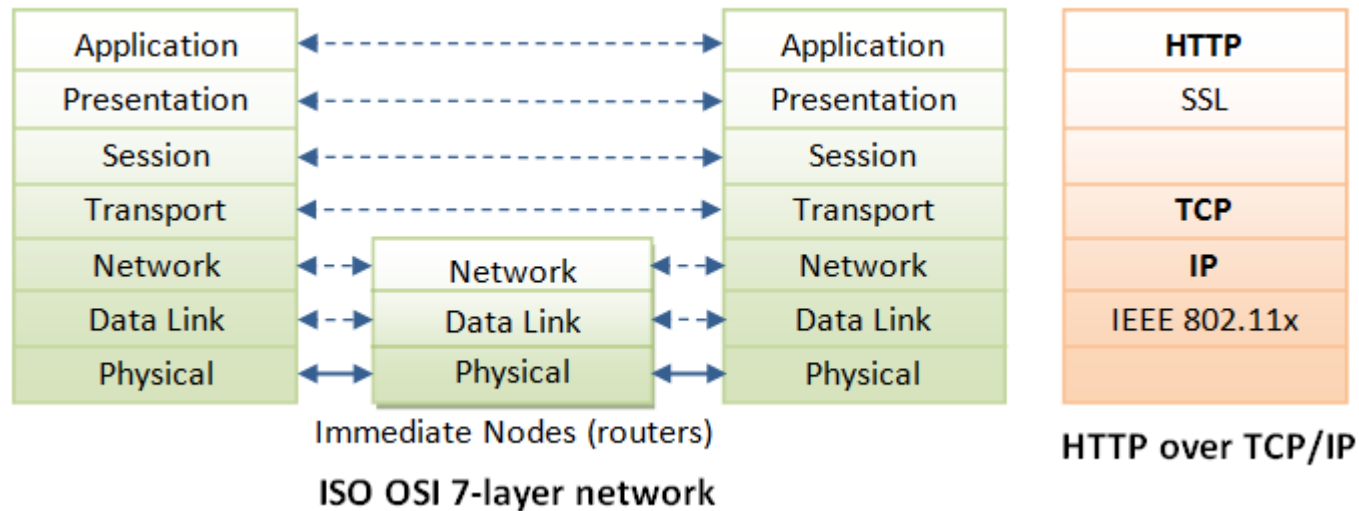 Application
Presentation
Session
Transport
Network
Data Link
Physical
Network
Data Link
Physical
Immediate Nodes (routers)
Application
Presentation
Session
Transport
Network
Data Link
Physical
ISO OSI 7-layer network
HTTP
SSL
TCP
IP
IEEE 802.11x
HTTP over TCP/IP